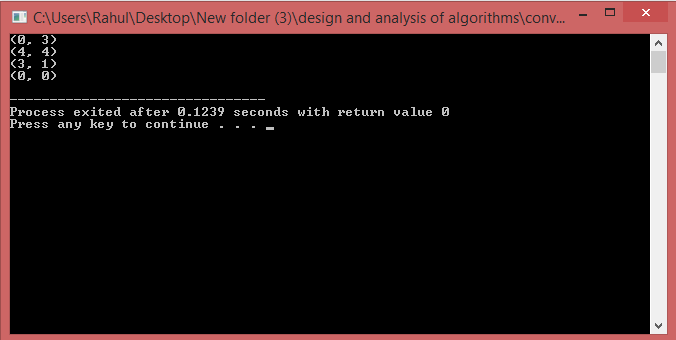 C:\Users\Rahul\Desktop\New folder (3)\design and analysis of algorithms\conv...
(0, 3)
(4, 4)
(3, 1)
(0, 0)
--------------------------------
Process exited after 0.1239 seconds with return value 0
Press any key to continue . . . _